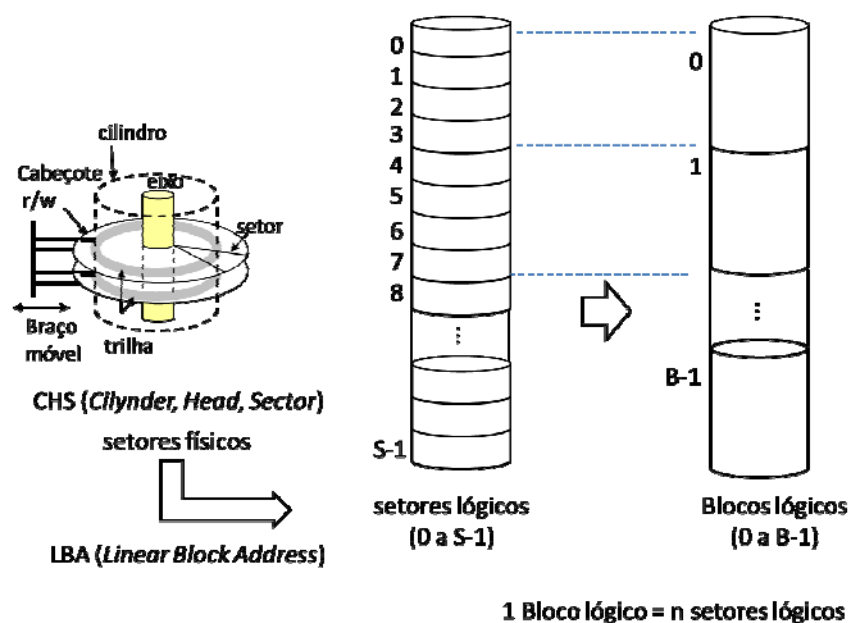 cilindro
Cabeçote
r/w
eixo
setor
Braço
móvel
trilha
CHS (Cilynder, Head, Sector)
setores físicos
LBA (Linear Block Address)
0
1
2
3
4
5
6
7
8
...
S-1
setores lógicos
(0 a S-1)
0
1
...
B-1
Blocos lógicos
(0 a B-1)
1 Bloco lógico = n setores lógicos